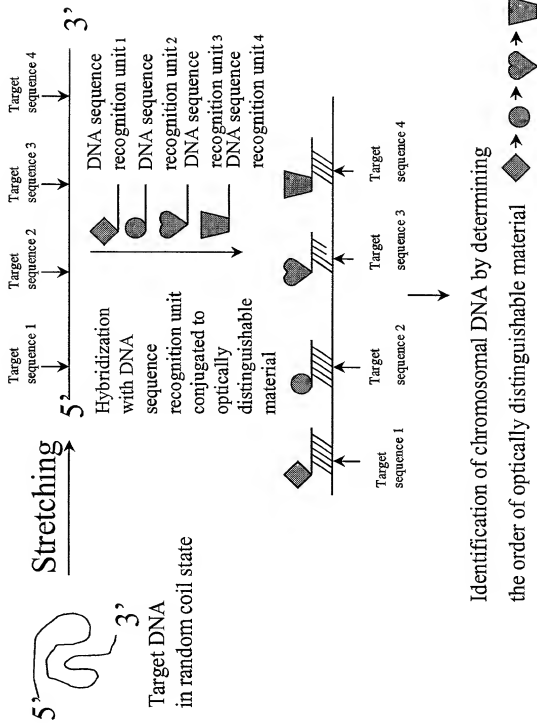 5’
3’
Target DNA
in random coil state
Stretching
Target
sequence 1
Target
sequence 2
Target
sequence 3
Target
sequence 4
5’
3’
Hybridization
with DNA
sequence
recognition unit
conjugated to
optically
distinguishable
material
DNA sequence
recognition unit 1
DNA sequence
recognition unit 2
DNA sequence
recognition unit 3
DNA sequence
recognition unit 4
Target
sequence 1
Target
sequence 2
Target
sequence 3
Target
sequence 4
Identification of chromosomal DNA by determining
the order of optically distinguishable material